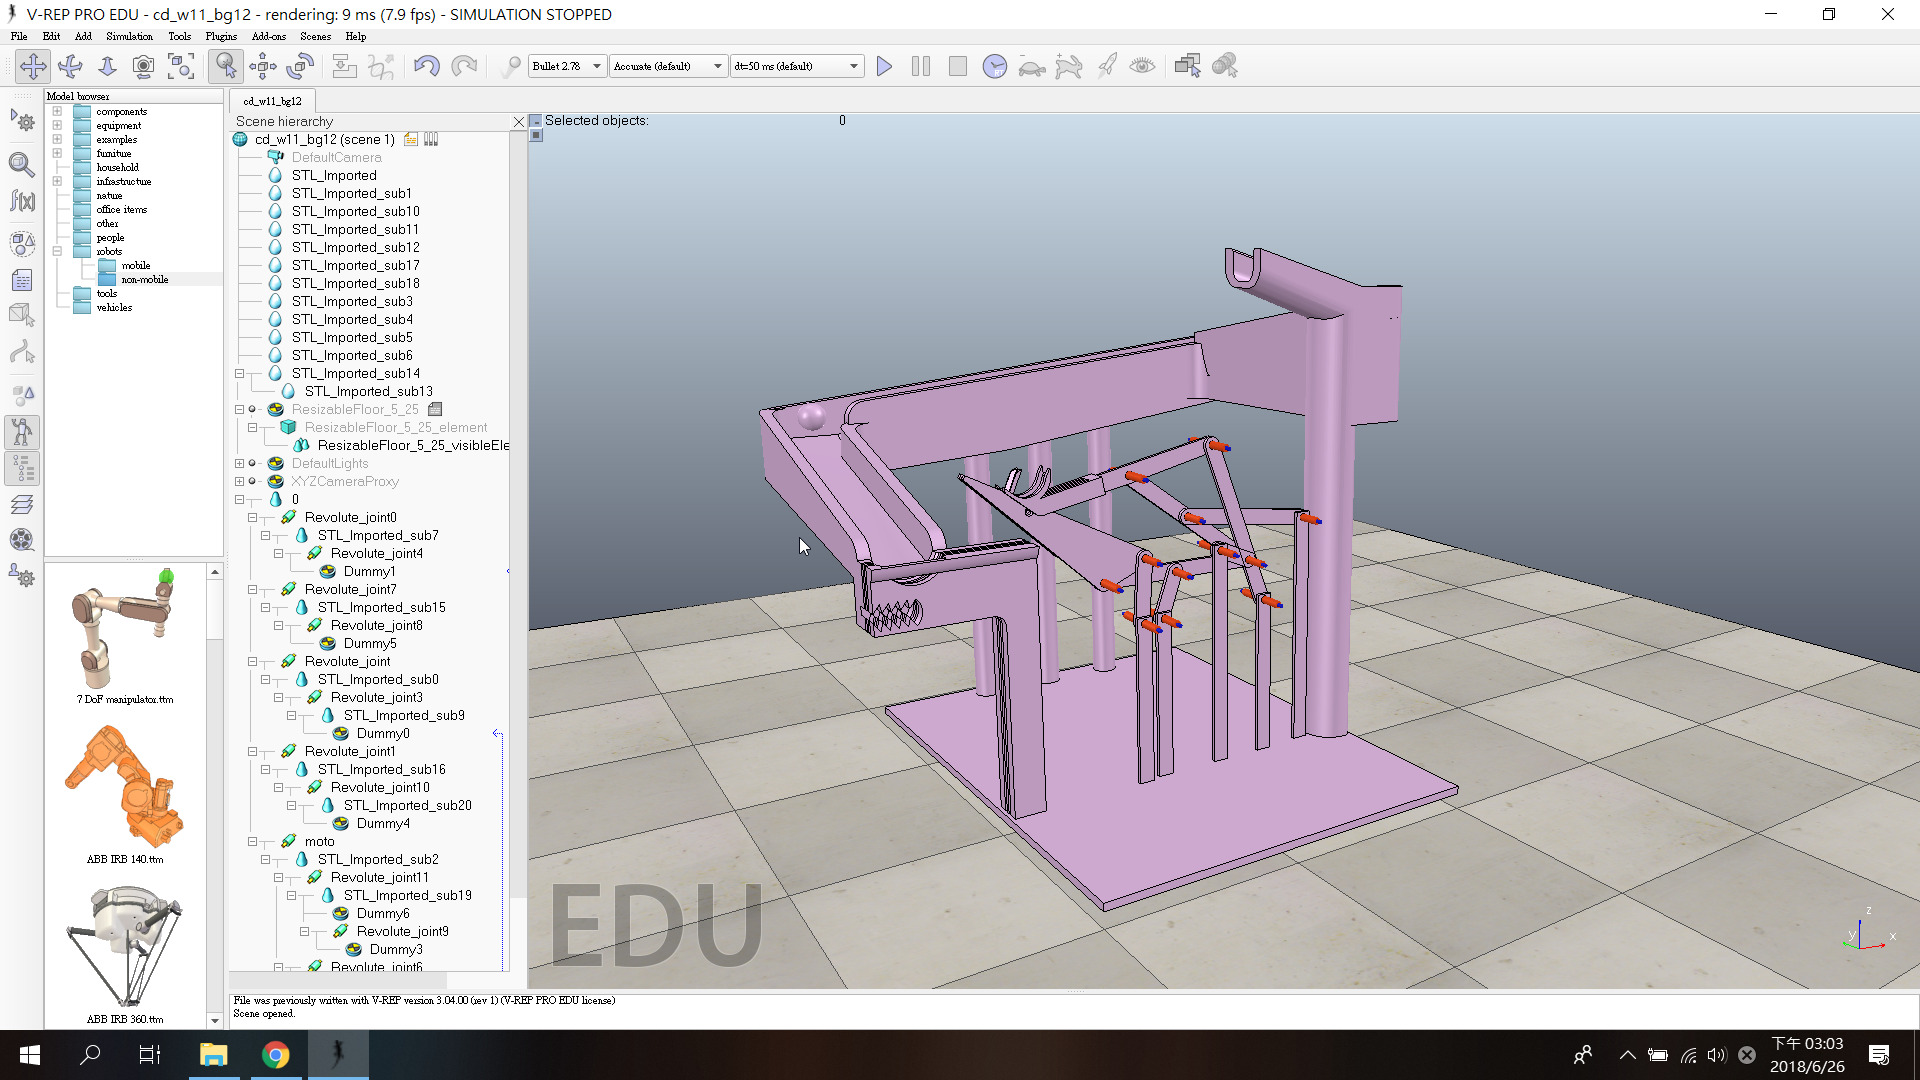 V-REP PRO EDU - cd_w11_bg12 - rendering: 9 ms (7.9 fps) - SIMULATION STOPPED
File Edit Add Simulation Tools Plugins Add-ons Scenes Help
Bullet 2.78 Accurate (default) dt=50 ms (default)
Model browser
components
equipment
examples
furniture
household
infrastructure
nature
office items
other
people
robots
mobile
non-mobile
tools
vehicles
7 DoF manipulator.ttm
ABB IRB 140.ttm
ABB IRB 360.ttm
cd_w11_bg12
Scene hierarchy
cd_w11_bg12 (scene 1)
DefaultCamera
STL_Imported
STL_Imported_sub1
STL_Imported_sub10
STL_Imported_sub11
STL_Imported_sub12
STL_Imported_sub17
STL_Imported_sub18
STL_Imported_sub3
STL_Imported_sub4
STL_Imported_sub5
STL_Imported_sub6
STL_Imported_sub14
STL_Imported_sub13
ResizableFloor_5_25
ResizableFloor_5_25_element
ResizableFloor_5_25_visibleEle
DefaultLights
XYZCameraProxy
0
Revolute_joint0
STL_Imported_sub7
Revolute_joint4
Dummy1
Revolute_joint7
STL_Imported_sub15
Revolute_joint8
Dummy5
Revolute_joint
STL_Imported_sub0
Revolute_joint3
STL_Imported_sub9
Dummy0
Revolute_joint1
STL_Imported_sub16
Revolute_joint10
STL_Imported_sub20
Dummy4
moto
STL_Imported_sub2
Revolute_joint11
STL_Imported_sub19
Dummy6
Revolute_joint9
Dummy3
Revolute_joint6
Selected objects: 0
EDU
z
y
x
File was previously written with V-REP version 3.04.00 (rev 1) (V-REP PRO EDU license)
Scene opened.
下午 03:03
2018/6/26